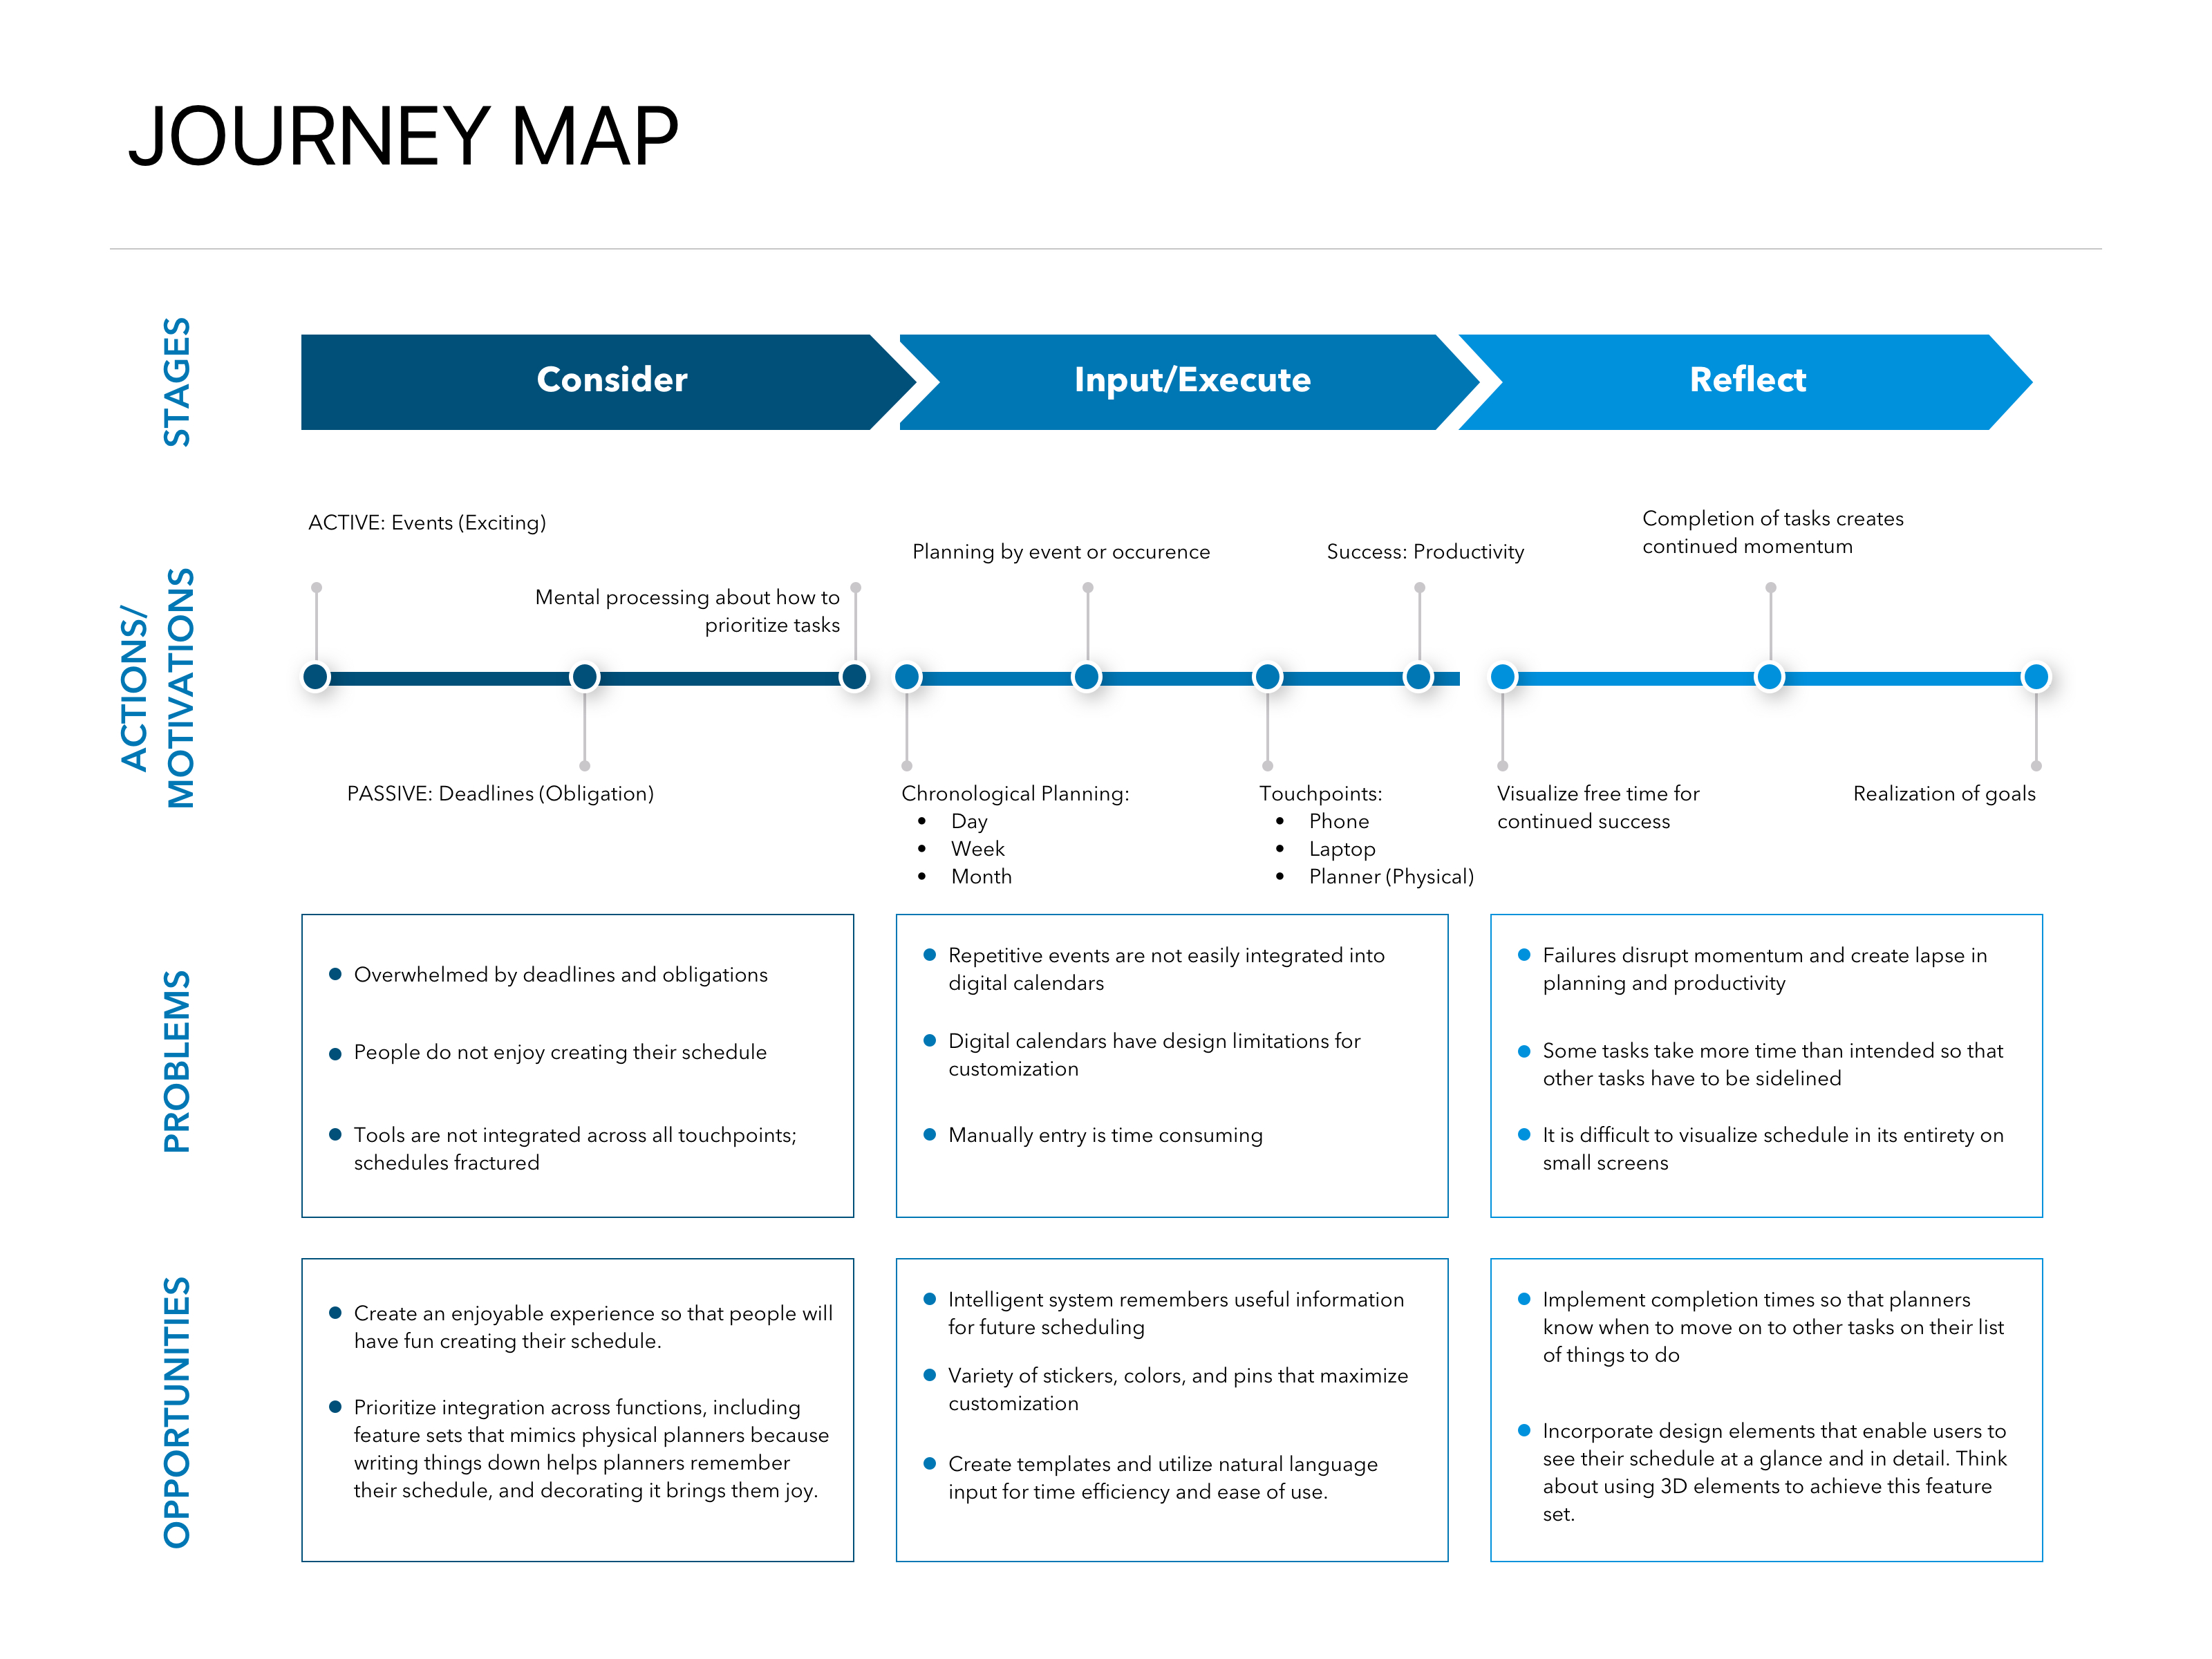 JOURNEY MAP
STAGES
Consider
Input/Execute
Reflect
ACTIONS/
MOTIVATIONS
ACTIVE: Events (Exciting)
PASSIVE: Deadlines (Obligation)
Mental processing about how to
prioritize tasks
Chronological Planning:
• Day
• Week
• Month
Planning by event or occurence
Touchpoints:
• Phone
• Laptop
• Planner (Physical)
Success: Productivity
Visualize free time for
continued success
Completion of tasks creates
continued momentum
Realization of goals
PROBLEMS
Overwhelmed by deadlines and obligations
People do not enjoy creating their schedule
Tools are not integrated across all touchpoints;
schedules fractured
Repetitive events are not easily integrated into
digital calendars
Digital calendars have design limitations for
customization
Manually entry is time consuming
Failures disrupt momentum and create lapse in
planning and productivity
Some tasks take more time than intended so that
other tasks have to be sidelined
It is difficult to visualize schedule in its entirety on
small screens
OPPORTUNITIES
Create an enjoyable experience so that people will
have fun creating their schedule.
Prioritize integration across functions, including
feature sets that mimics physical planners because
writing things down helps planners remember
their schedule, and decorating it brings them joy.
Intelligent system remembers useful information
for future scheduling
Variety of stickers, colors, and pins that maximize
customization
Create templates and utilize natural language
input for time efficiency and ease of use.
Implement completion times so that planners
know when to move on to other tasks on their list
of things to do
Incorporate design elements that enable users to
see their schedule at a glance and in detail. Think
about using 3D elements to achieve this feature
set.